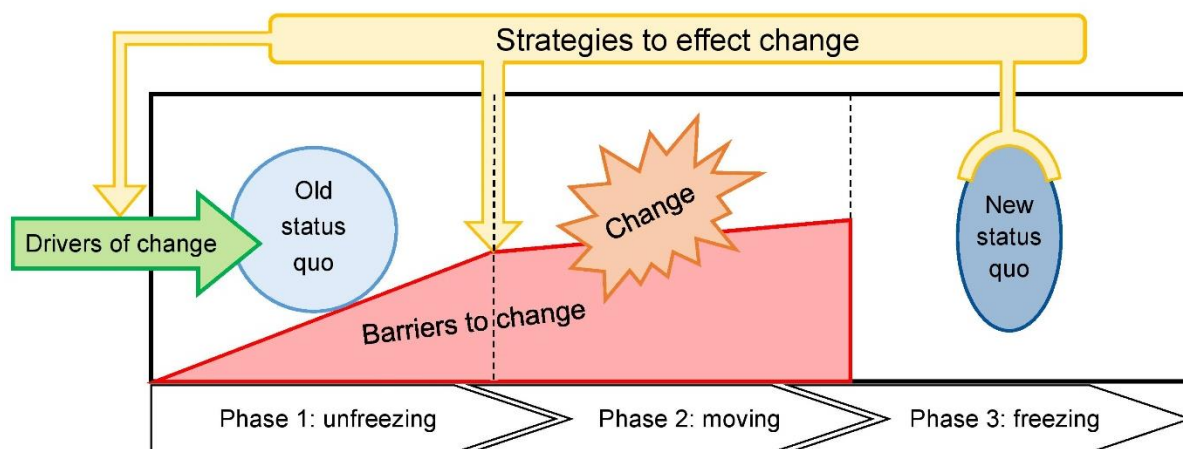 Strategies to effect change
Drivers of change
Old
status
quo
Change
New
status
quo
Barriers to change
Phase 1: unfreezing
Phase 2: moving
Phase 3: freezing